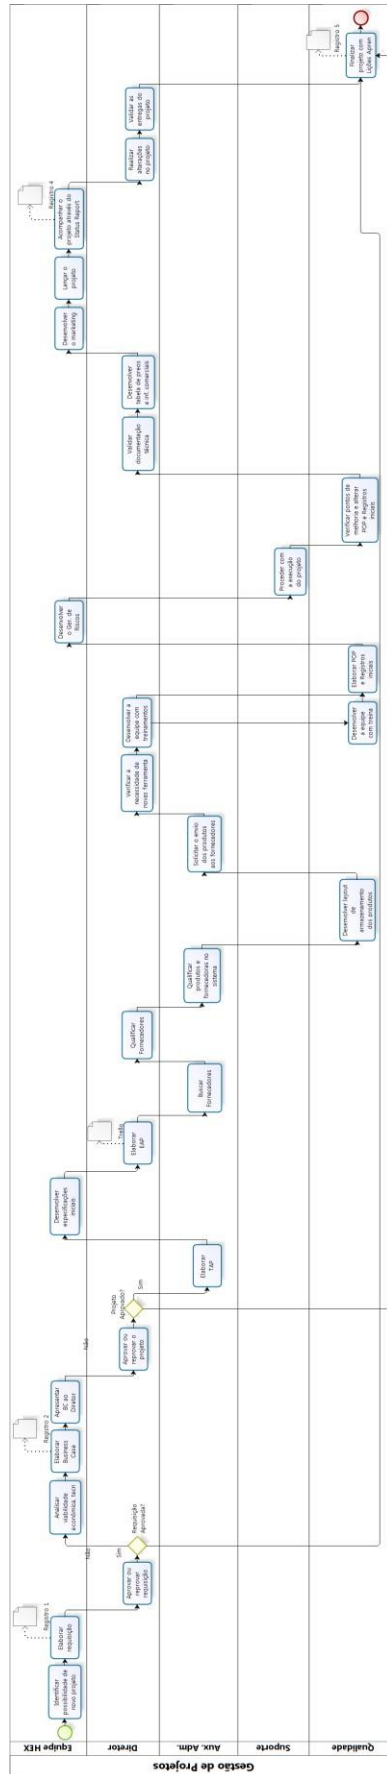 Gestão de Projetos
Equipe HEX
Diretor
Aux. Adm.
Suporte
Qualidade
Identificar
possibilidade de
novo projeto
Elaborar
requisição
Registro 1
Aprovar ou
reprovar
requisição
Requisição
Aprovada?
Sim
Não
Analisar
viabilidade
econômica, tecn
Elaborar
Business
Case
Registro 2
Apresentar
BC ao
Diretor
Aprovar ou
reprovar o
projeto
Projeto
Aprovado?
Não
Sim
Elaborar
TAP
Desenvolver
especificações
iniciais
Elaborar
EAP
Trello
Buscar
Fornecedores
Qualificar
Fornecedores
Qualificar
produtos e
fornecedores no
sistema
Desenvolver layout
de
armazenamento
dos produtos
Solicitar o envio
dos produtos
aos fornecedores
Verificar a
necessidade de
novas ferramenta
Desenvolver a
equipe com
treinamentos
Desenvolver
a equipe
com treina
Elaborar POP
e Registros
iniciais
Desenvolver
o Ger. de
Riscos
Proceder com
a execução
do projeto
Verificar pontos de
melhoria e alterar
POP e Registros
iniciais
Validar
documentação
técnica
Desenvolver
tabela de preços
e inf. comerciais
Desenvolver
o marketing
Lançar o
projeto
Acompanhar o
projeto através do
Status Report
Registro 4
Realizar
alterações
no projeto
Validar as
entregas do
projeto
Finalizar
projeto com
Lições Apren
Registro 5